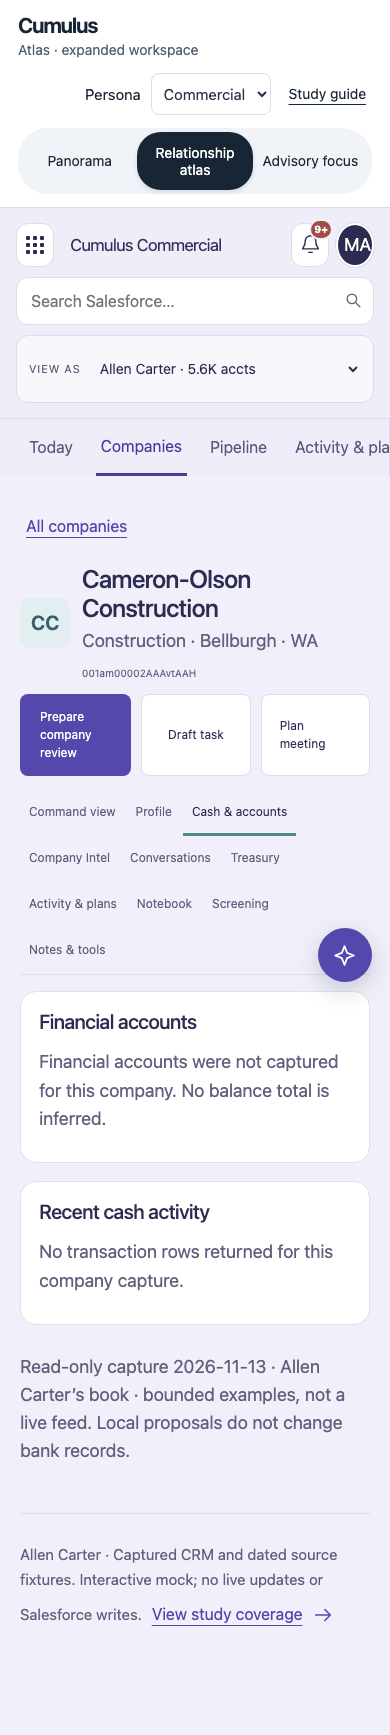 Cumulus
Atlas · expanded workspace
Persona Commercial Study guide
Panorama Relationship atlas Advisory focus
Cumulus Commercial 9+ MA
Search Salesforce...
VIEW AS Allen Carter · 5.6K accts
Today Companies Pipeline Activity & pla
All companies
CC
Cameron-Olson
Construction
Construction · Bellburgh · WA
001am00002AAAvtAAH
Prepare company review
Draft task
Plan meeting
Command view Profile Cash & accounts
Company Intel Conversations Treasury
Activity & plans Notebook Screening
Notes & tools
Financial accounts
Financial accounts were not captured
for this company. No balance total is
inferred.
Recent cash activity
No transaction rows returned for this
company capture.
Read-only capture 2026-11-13 · Allen
Carter’s book · bounded examples, not a
live feed. Local proposals do not change
bank records.
Allen Carter · Captured CRM and dated source
fixtures. Interactive mock; no live updates or
Salesforce writes. View study coverage →